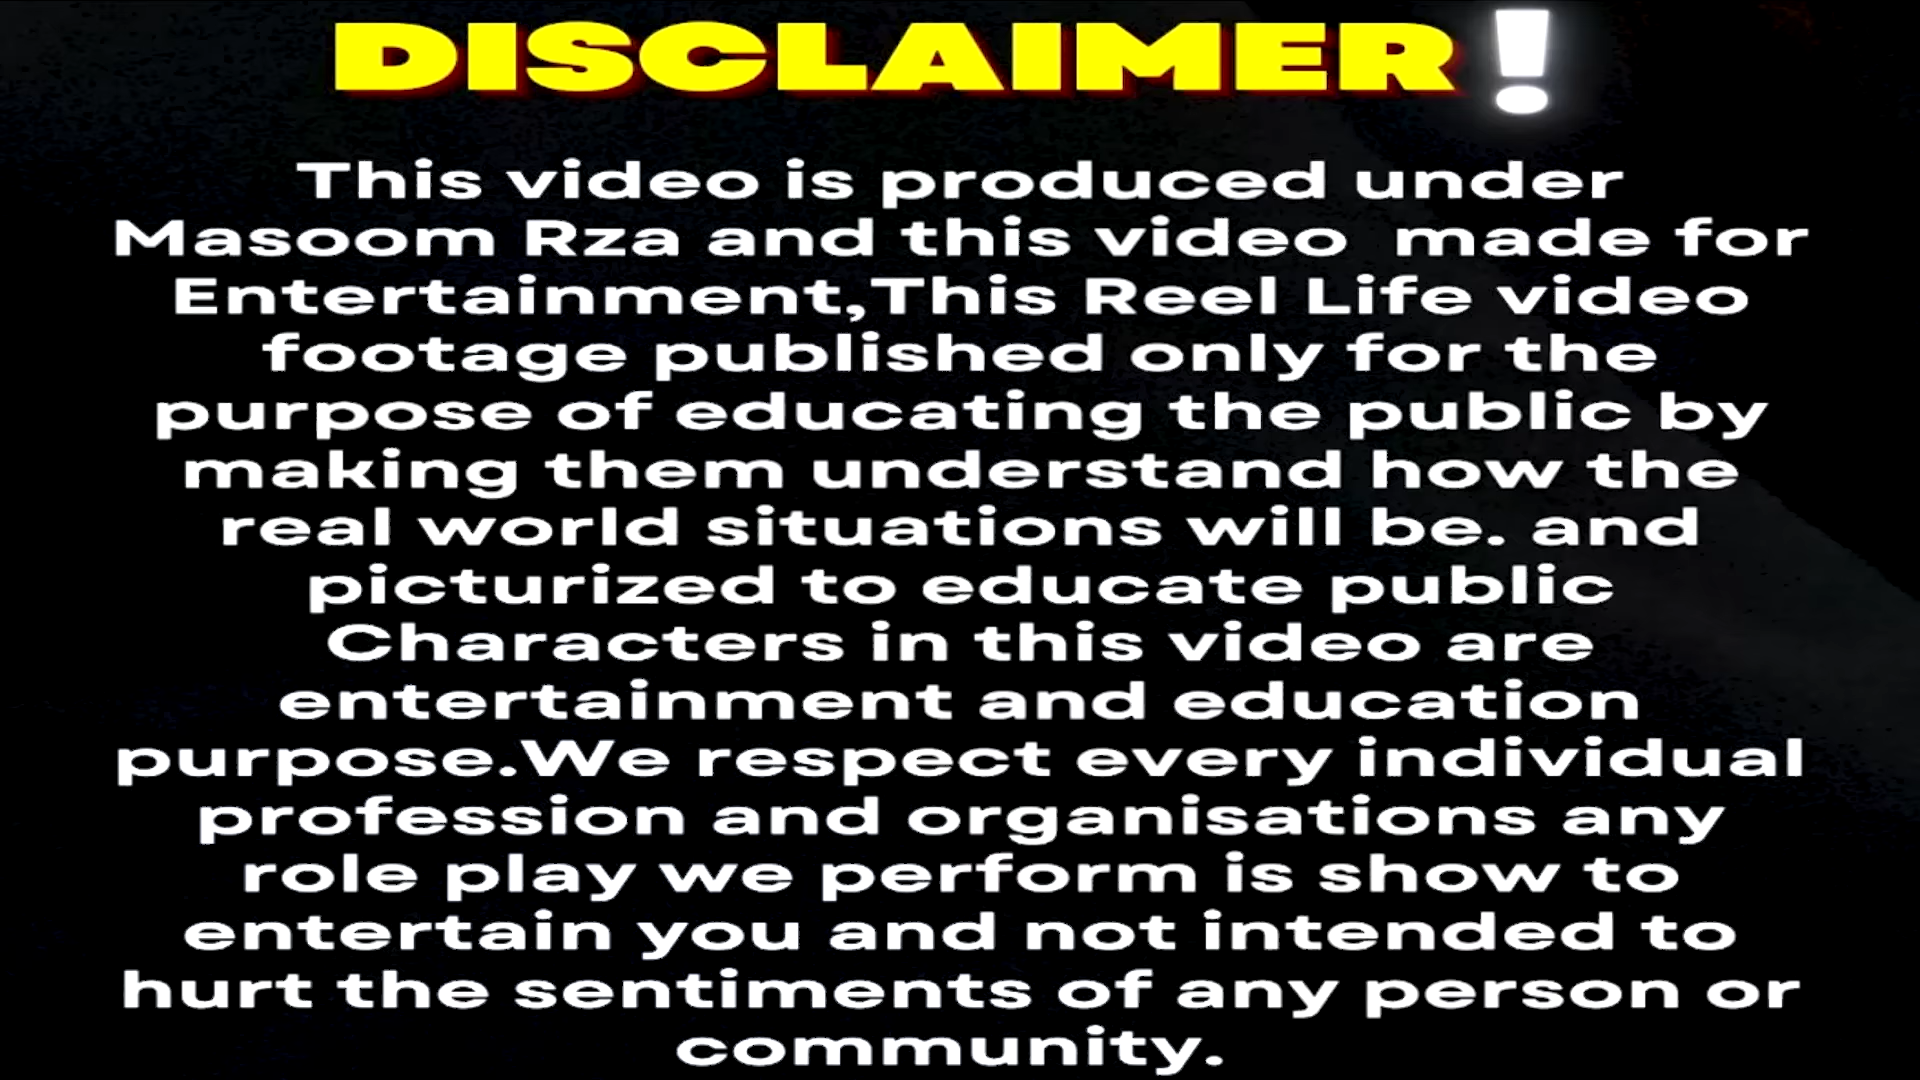 DISCLAIMER!
This video is produced under
Masoom Rza and this video made for
Entertainment,This Reel Life video
footage published only for the
purpose of educating the public by
making them understand how the
real world situations will be. and
picturized to educate public
Characters in this video are
entertainment and education
purpose.We respect every individual
profession and organisations any
role play we perform is show to
entertain you and not intended to
hurt the sentiments of any person or
community.